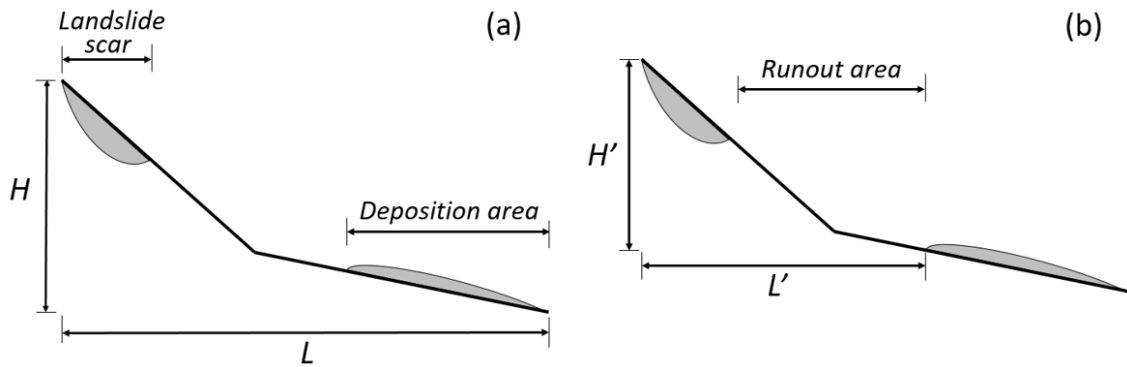 Landslide
scar
(a)
H
Deposition area
L
(b)
Runout area
H’
L’